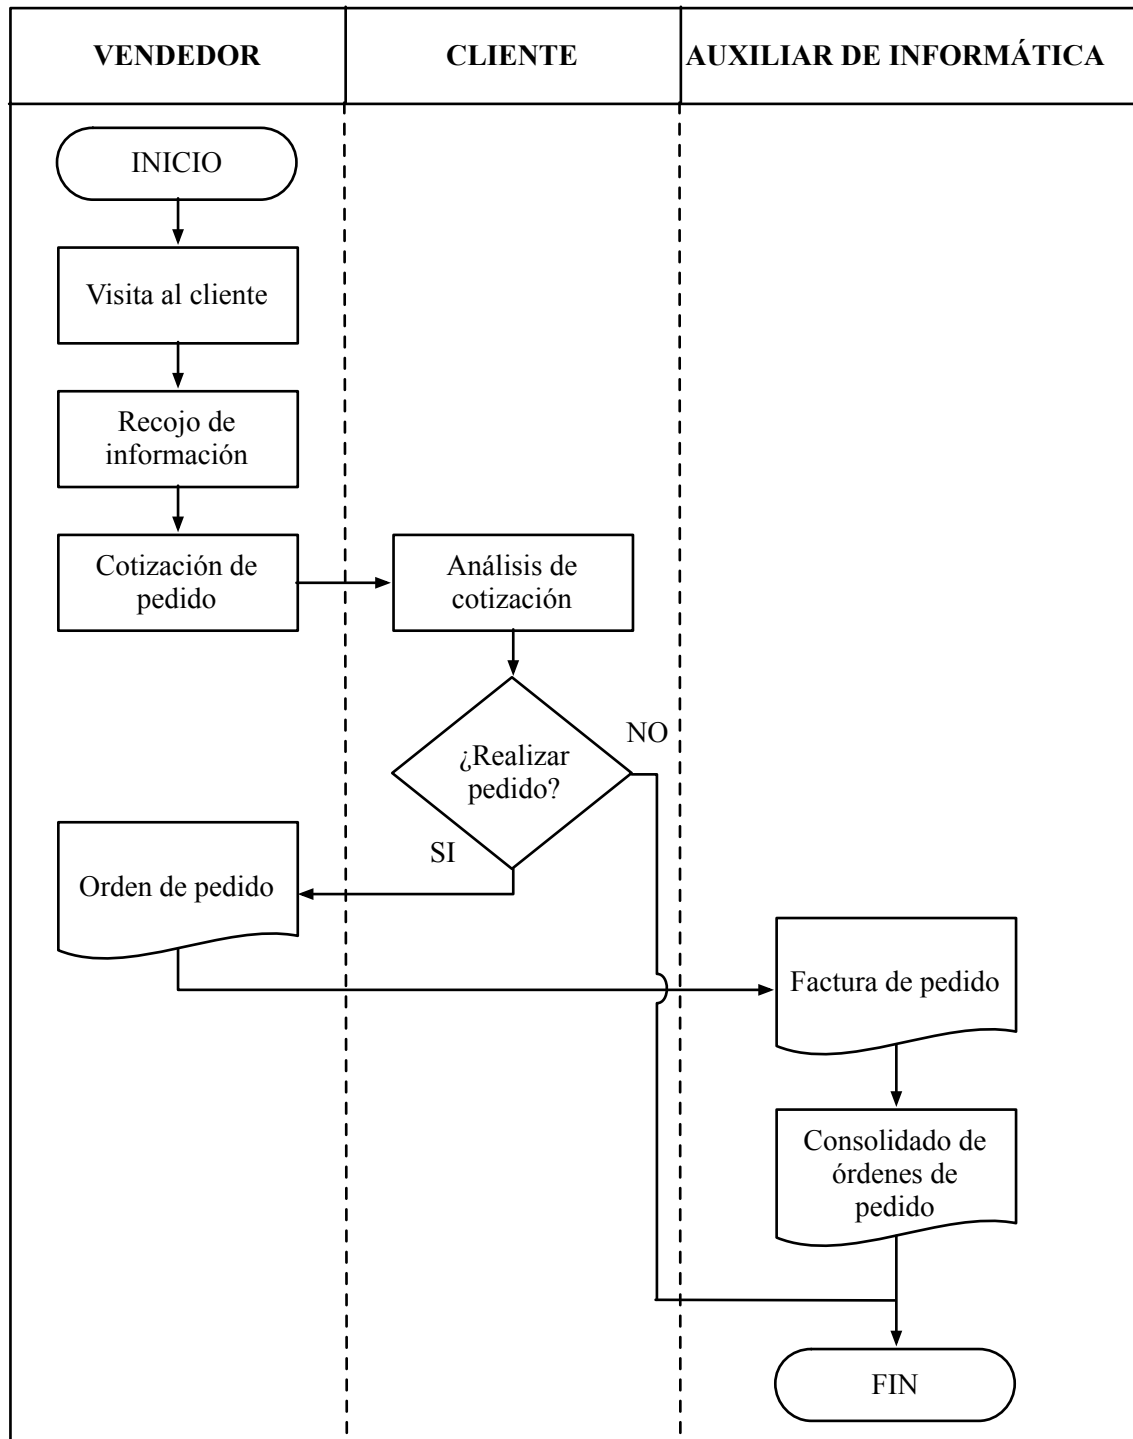 VENDEDOR
CLIENTE
AUXILIAR DE INFORMÁTICA
INICIO
Visita al cliente
Recojo de
información
Cotización de
pedido
Análisis de
cotización
¿Realizar
pedido?
NO
SI
Orden de pedido
Factura de pedido
Consolidado de
órdenes de
pedido
FIN